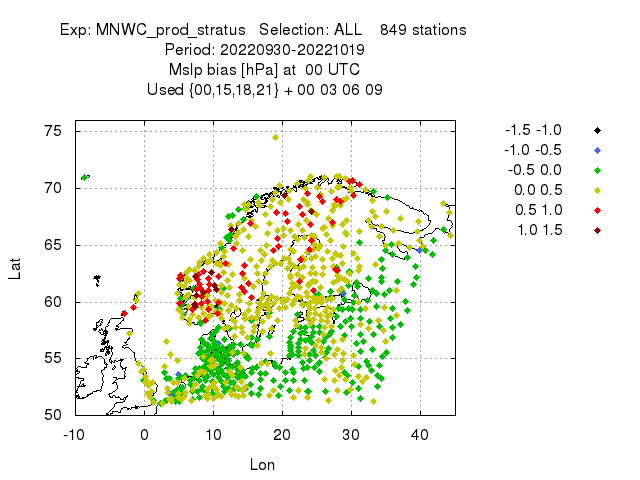 Exp: MNWC_prod_stratus   Selection: ALL    849 stations
Period: 20220930-20221019
Mslp bias [hPa] at  00 UTC
Used {00,15,18,21} + 00 03 06 09
-1.5 -1.0
-1.0 -0.5
-0.5 0.0
0.0 0.5
0.5 1.0
1.0 1.5
75
70
65
60
55
50
Lat
-10 0 10 20 30 40
Lon